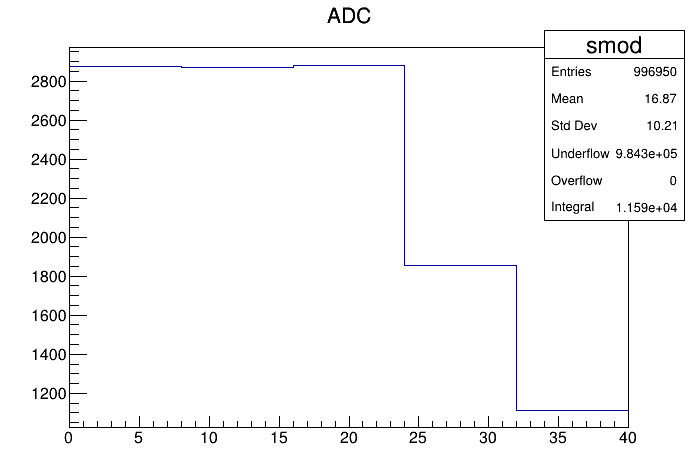 ADC
smod
Entries 996950
Mean 16.87
Std Dev 10.21
Underflow 9.843e+05
Overflow 0
Integral 1.159e+04
2800
2600
2400
2200
2000
1800
1600
1400
1200
0 5 10 15 20 25 30 35 40